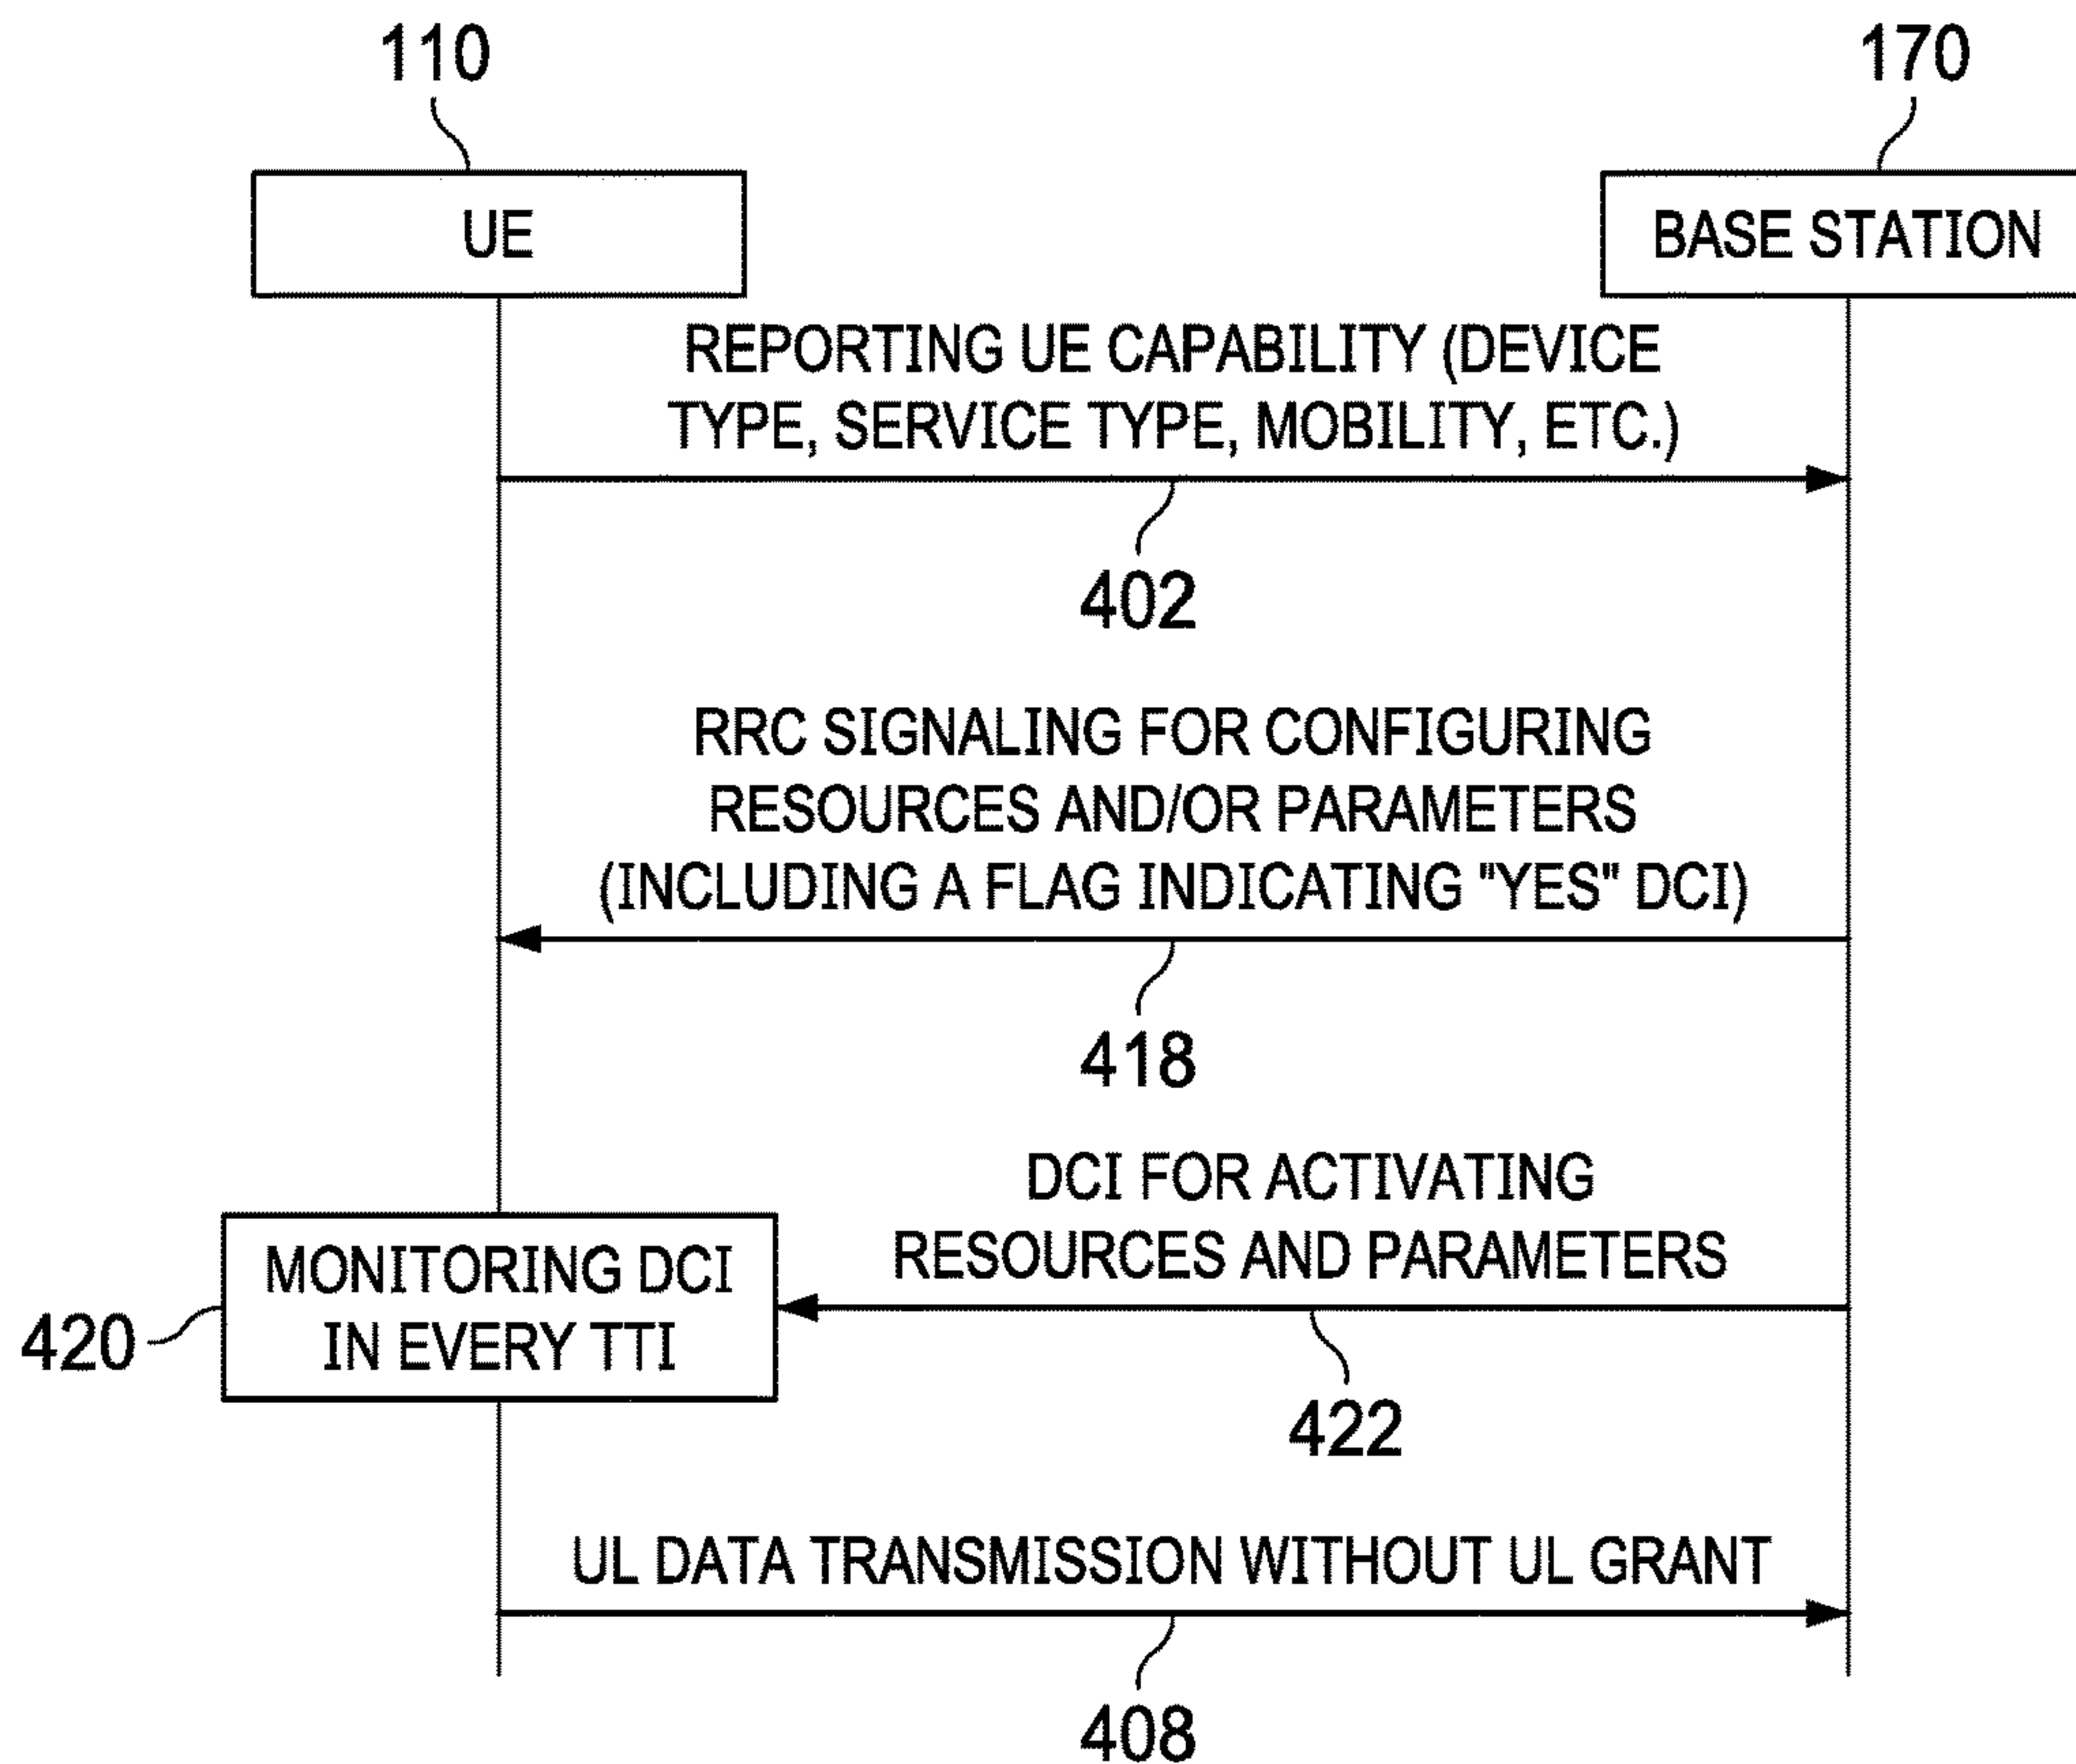 110
170
UE
BASE STATION
REPORTING UE CAPABILITY (DEVICE
TYPE, SERVICE TYPE, MOBILITY, ETC.)
402
RRC SIGNALING FOR CONFIGURING
RESOURCES AND/OR PARAMETERS
(INCLUDING A FLAG INDICATING "YES" DCI)
418
DCI FOR ACTIVATING
RESOURCES AND PARAMETERS
MONITORING DCI
IN EVERY TTI
420
422
UL DATA TRANSMISSION WITHOUT UL GRANT
408